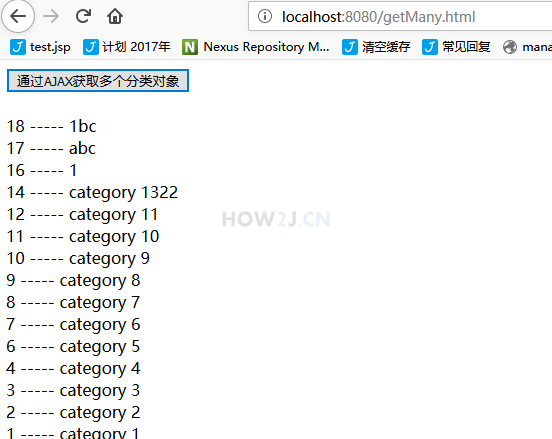 localhost:8080/getMany.html
test.jsp 计划 2017年 Nexus Repository M... 清空缓存 常见回复 mana
通过AJAX获取多个分类对象
18 ----- 1bc
17 ----- abc
16 ----- 1
14 ----- category 1322
12 ----- category 11
HOW2J.CN
11 ----- category 10
10 ----- category 9
9 ----- category 8
8 ----- category 7
7 ----- category 6
6 ----- category 5
4 ----- category 4
3 ----- category 3
2 ----- category 2
1 ----- category 1